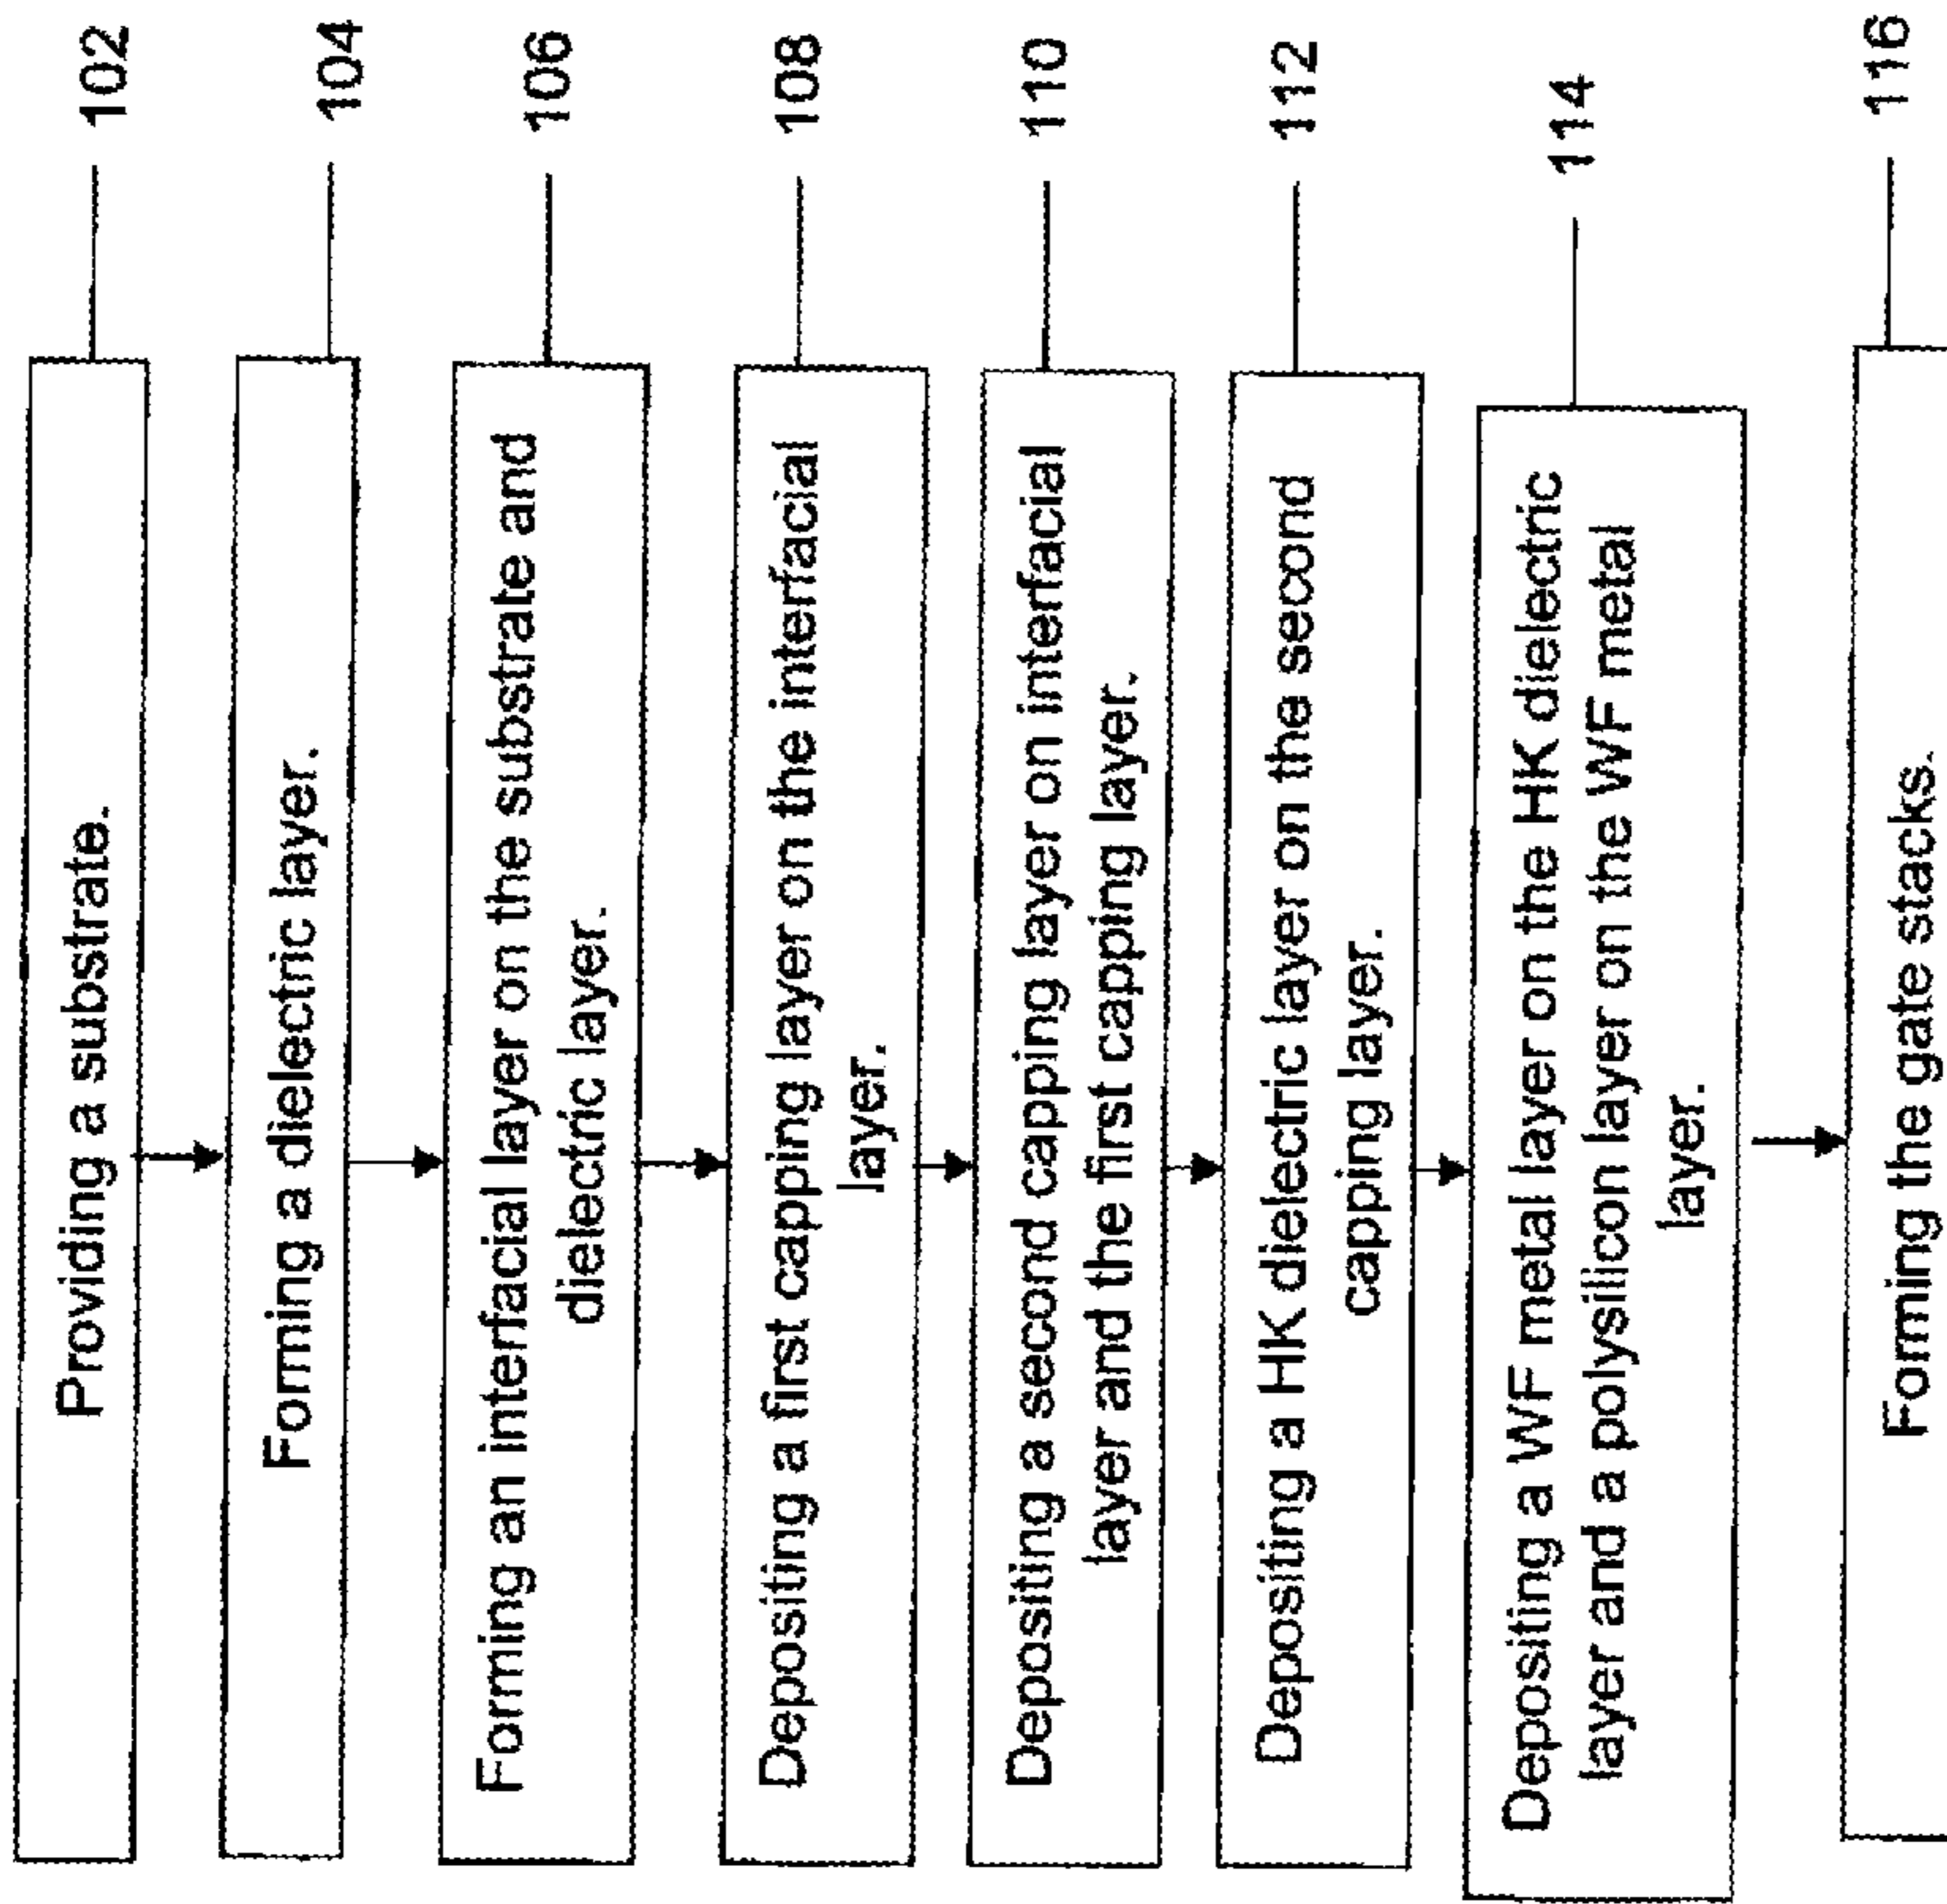 Providing a substrate.
102
Forming a dielectric layer.
104
Forming an interfacial layer on the substrate and
dielectric layer.
106
Depositing a first capping layer on the interfacial
layer.
108
Depositing a second capping layer on interfacial
layer and the first capping layer.
110
Depositing a HK dielectric layer on the second
capping layer.
112
Depositing a WF metal layer on the HK dielectric
layer and a polysilicon layer on the WF metal
layer.
114
Forming the gate stacks.
116